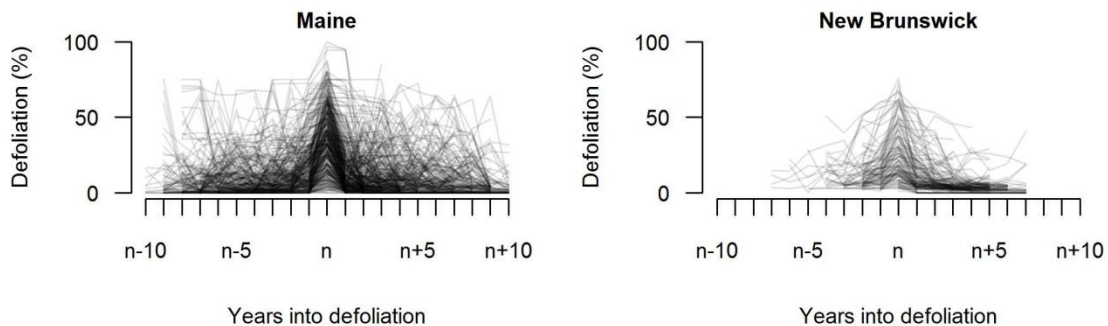 Maine
Defoliation (%)
100
50
0
n-10
n-5
n
n+5
n+10
Years into defoliation
New Brunswick
Defoliation (%)
100
50
0
n-10
n-5
n
n+5
n+10
Years into defoliation